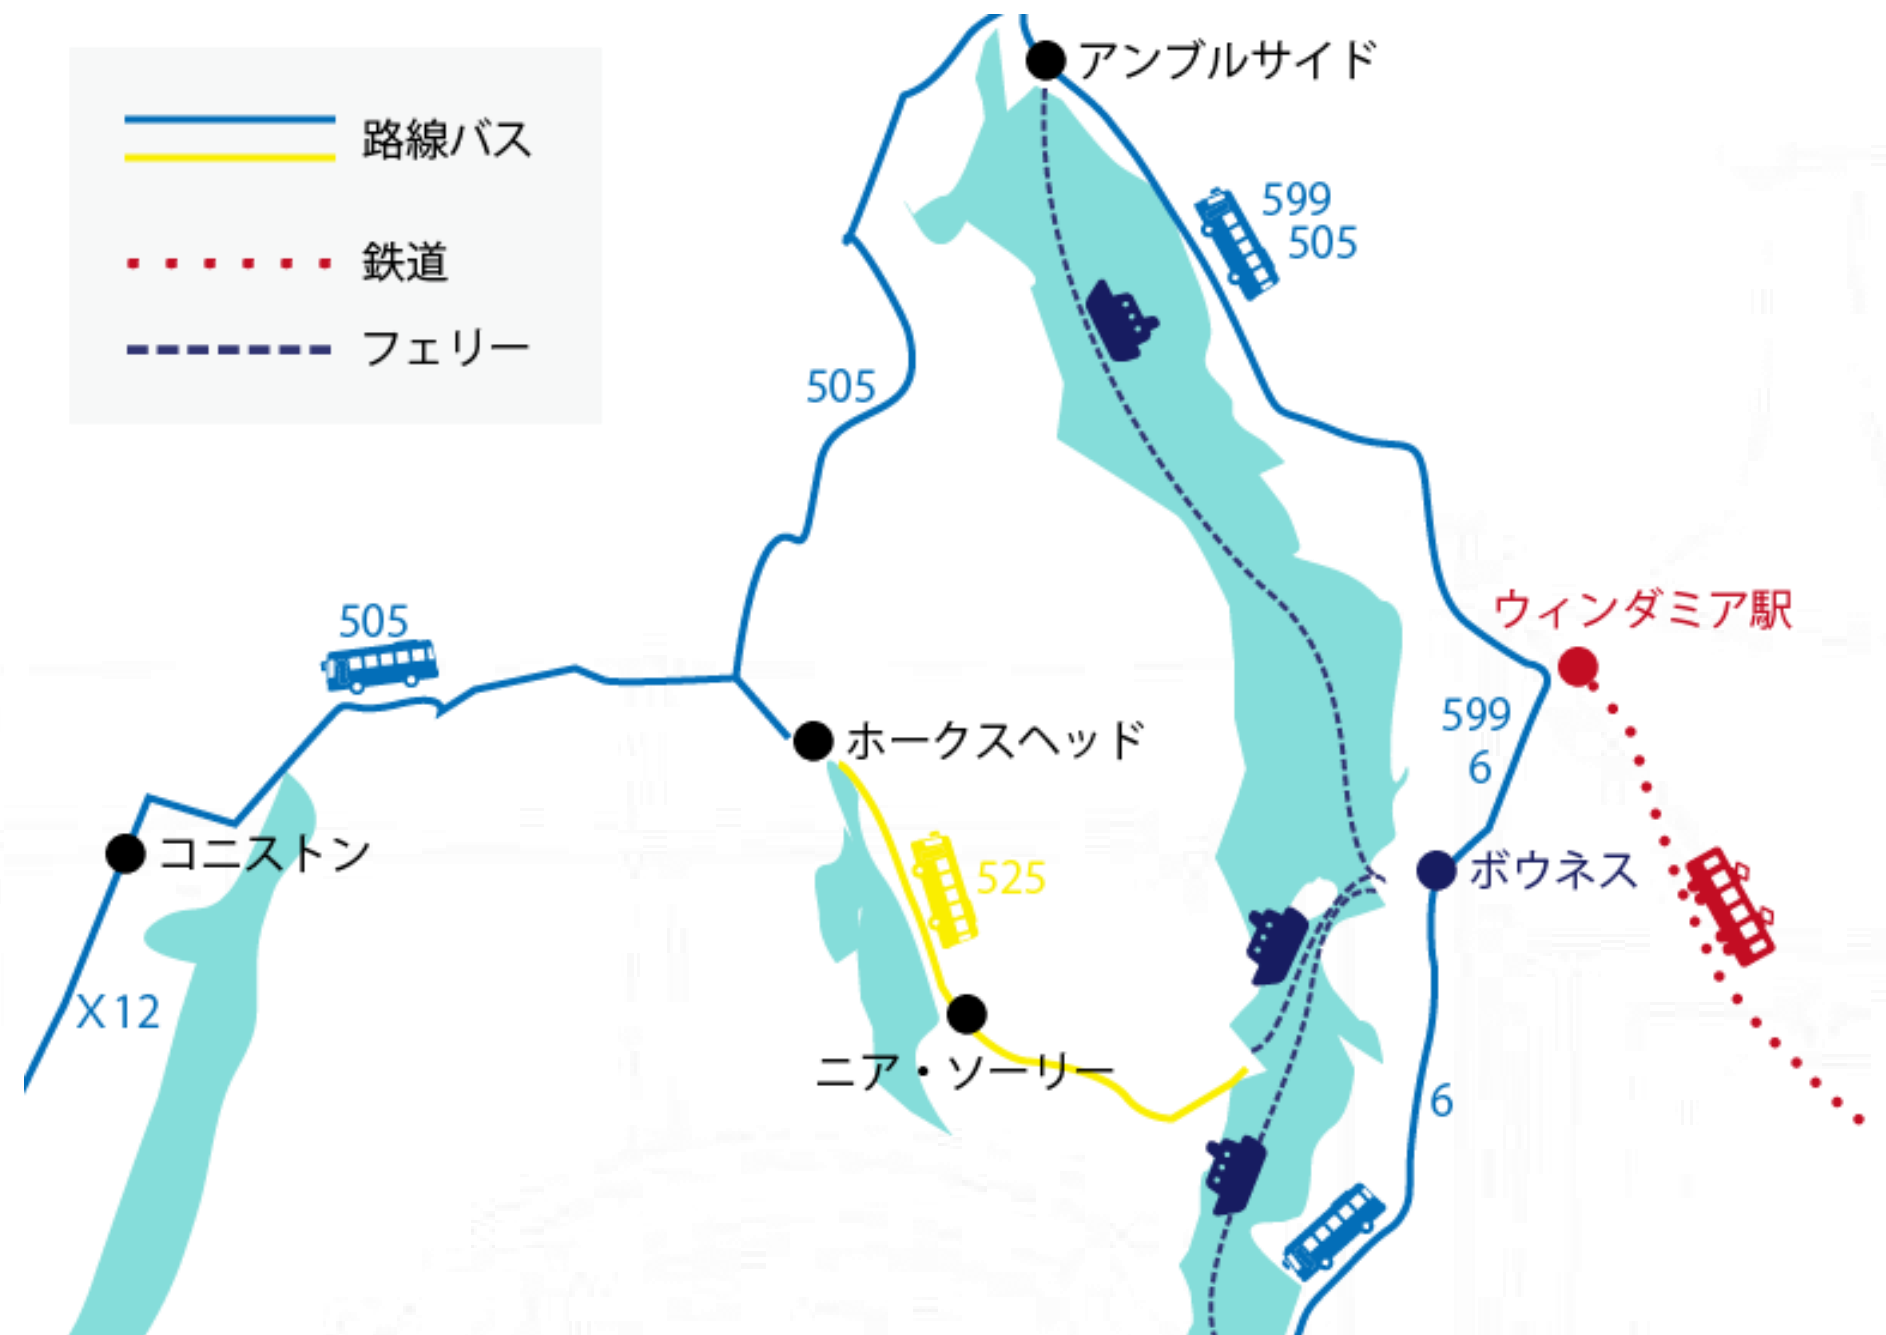 アンブルサイド
路線バス
599
505
鉄道
フェリー
505
505
ウィンダミア駅
599
6
ホークスヘッド
コニストン
525
ボウネス
X12
ニア・ソーリー
6